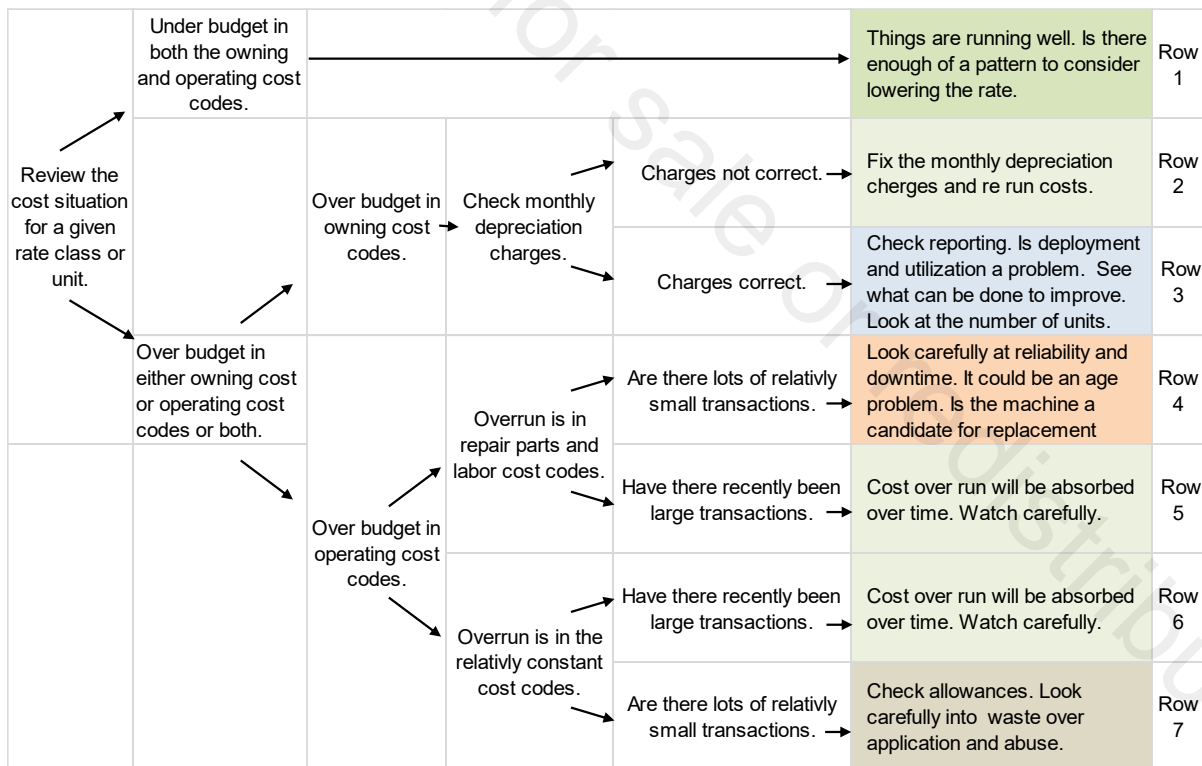 Under budget in
both the owning
and operating cost
codes.
Things are running well. Is there
enough of a pattern to consider
lowering the rate.
Row
1
Review the
cost situation
for a given
rate class or
unit.
Over budget in
owning cost
codes.
Check monthly
depreciation
charges.
Charges not correct.
Fix the monthly depreciation
cherges and re run costs.
Row
2
Charges correct.
Check reporting. Is deployment
and utilization a problem.  See
what can be done to improve.
Look at the number of units.
Row
3
Over budget in
either owning cost
or operating cost
codes or both.
Over budget in
operating cost
codes.
Overrun is in
repair parts and
labor cost codes.
Are there lots of relativly
small transactions.
Look carefully at reliability and
downtime. It could be an age
problem. Is the machine a
candidate for replacement
Row
4
Have there recently been
large transactions.
Cost over run will be absorbed
over time. Watch carefully.
Row
5
Overrun is in the
relativly constant
cost codes.
Have there recently been
large transactions.
Cost over run will be absorbed
over time. Watch carefully.
Row
6
Are there lots of relativly
small transactions.
Check allowances. Look
carefully into  waste over
application and abuse.
Row
7
for sale or redistribu